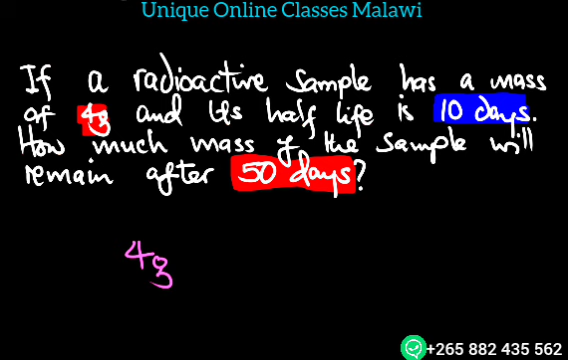 Unique Online Classes Malawi
If a radioactive sample has a mass
of 4g and its half life is 10 days.
How much mass of the sample will
remain after 50 days?
4g
+265 882 435 562